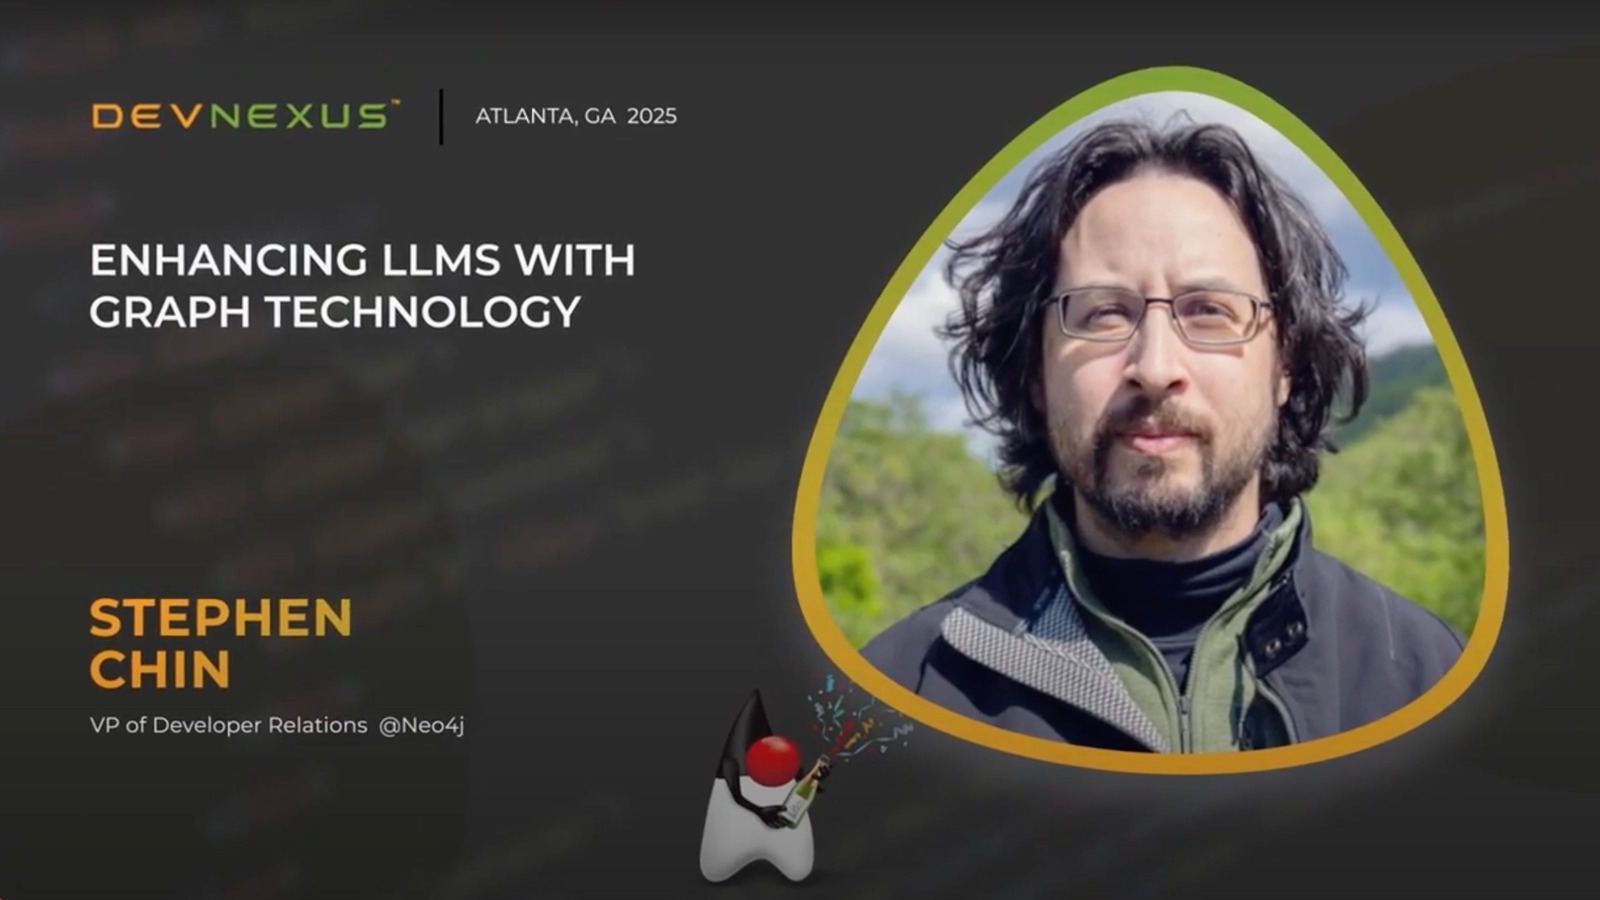 DEVNEXUS™
ATLANTA, GA 2025
ENHANCING LLMS WITH
GRAPH TECHNOLOGY
STEPHEN
CHIN
VP of Developer Relations @Neo4j